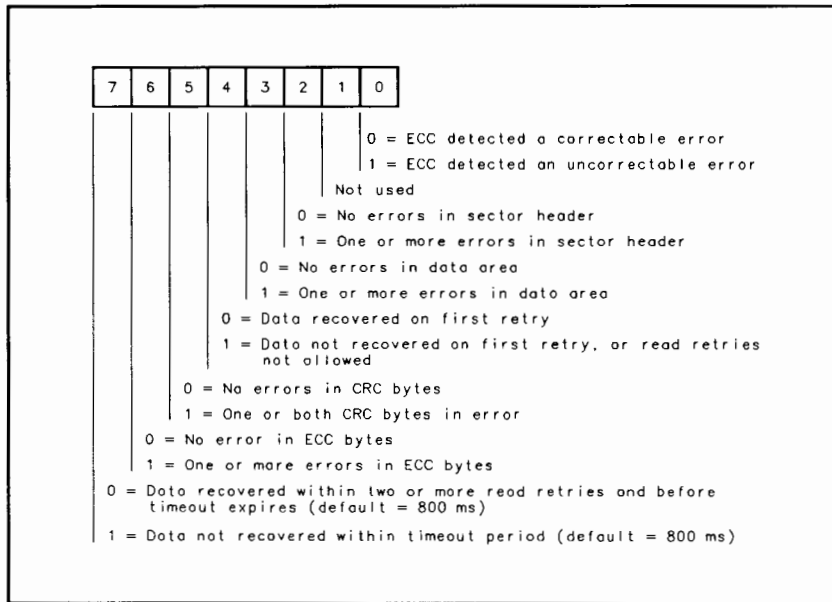 7 6 5 4 3 2 1 0
0 = ECC detected a correctable error
1 = ECC detected an uncorrectable error
Not used
0 = No errors in sector header
1 = One or more errors in sector header
0 = No errors in data area
1 = One or more errors in data area
0 = Data recovered on first retry
1 = Data not recovered on first retry, or read retries
not allowed
0 = No errors in CRC bytes
1 = One or both CRC bytes in error
0 = No error in ECC bytes
1 = One or more errors in ECC bytes
0 = Data recovered within two or more read retries and before
timeout expires (default = 800 ms)
1 = Data not recovered within timeout period (default = 800 ms)